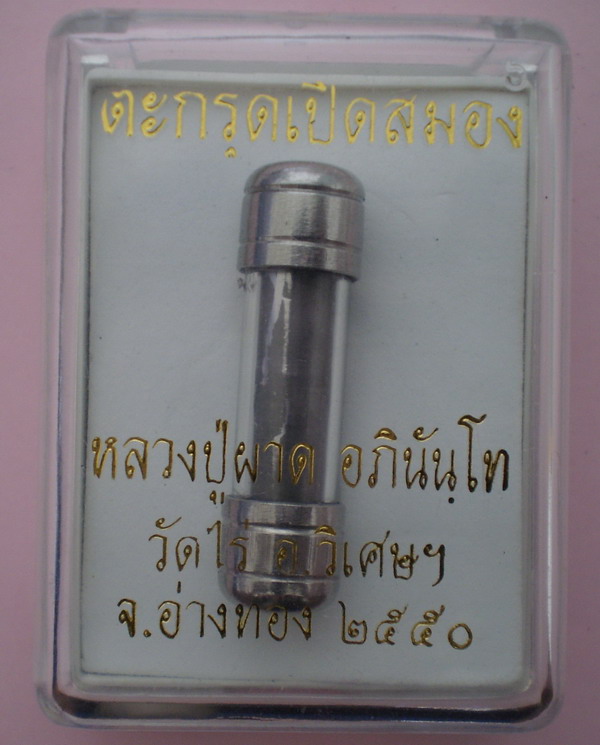 ตะกรุดเปิดสมอง
หลวงปู่ผาด อภินันฺโท
วัดไร่ อ.วิเศษฯ
จ.อ่างทอง ๒๕๕๐